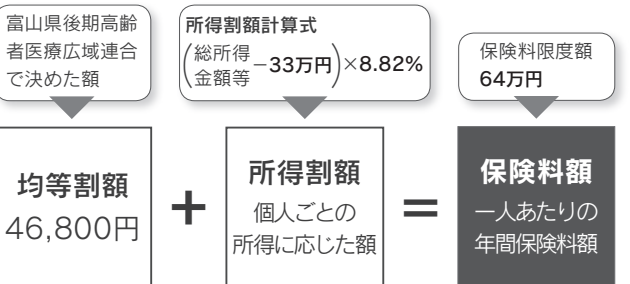 富山県後期高齢
者医療広域連合
で決めた額
所得割額計算式
(総所得金額等−33万円)×8.82%
保険料限度額
64万円
均等割額
46,800円
+
所得割額
個人ごとの
所得に応じた額
=
保険料額
一人あたりの
年間保険料額